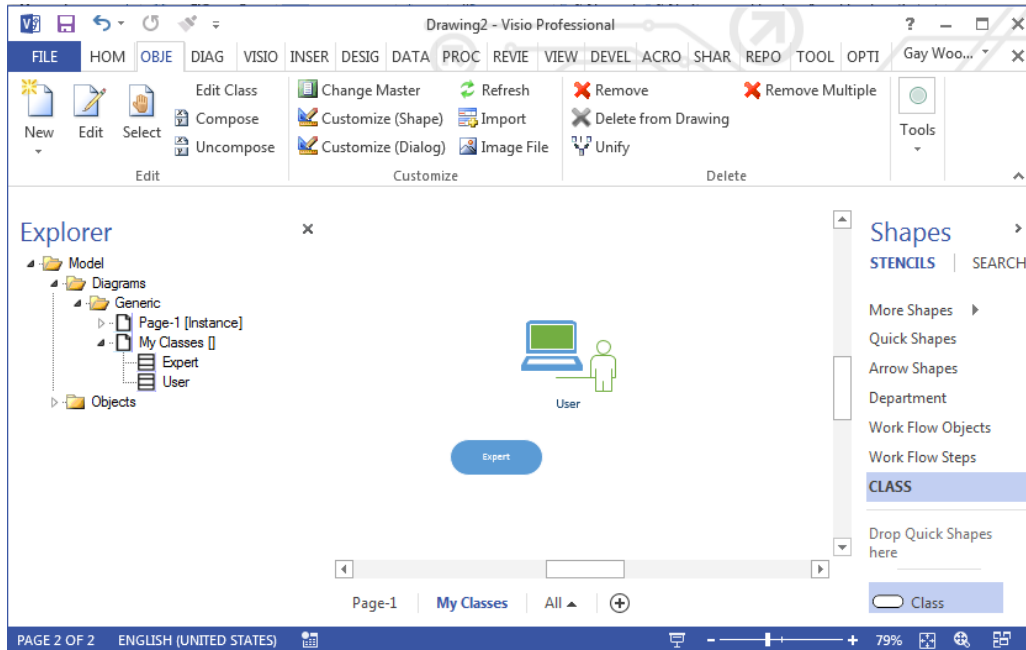 Drawing2 - Visio Professional
FILE HOM OBJE DIAG VISIO INSER DESIG DATA PROC REVIE VIEW DEVEL ACRO SHAR REPO TOOL OPTI Gay Woo...
New
Edit
Select
Edit Class
Compose
Uncompose
Edit
Change Master
Customize (Shape)
Customize (Dialog)
Refresh
Import
Image File
Customize
Remove
Delete from Drawing
Unify
Remove Multiple
Delete
Tools
Explorer
Model
Diagrams
Generic
Page-1 [Instance]
My Classes []
Expert
User
Objects
User
Expert
Page-1 My Classes All
Shapes
STENCILS SEARCH
More Shapes
Quick Shapes
Arrow Shapes
Department
Work Flow Objects
Work Flow Steps
CLASS
Drop Quick Shapes
here
Class
PAGE 2 OF 2 ENGLISH (UNITED STATES) 79%